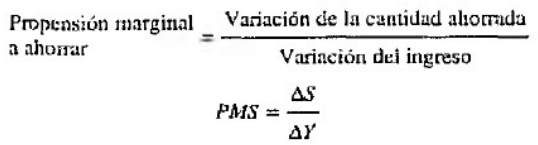 Propensión marginal a ahorrar = Variación de la cantidad ahorrada / Variación del ingreso
PMS = ΔS / ΔY